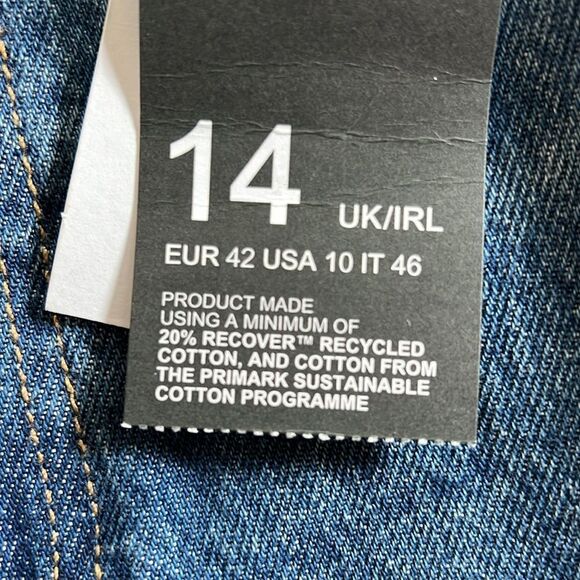 14 UK/IRL
EUR 42 USA 10 IT 46
PRODUCT MADE
USING A MINIMUM OF
20% RECOVER™ RECYCLED
COTTON, AND COTTON FROM
THE PRIMARK SUSTAINABLE
COTTON PROGRAMME